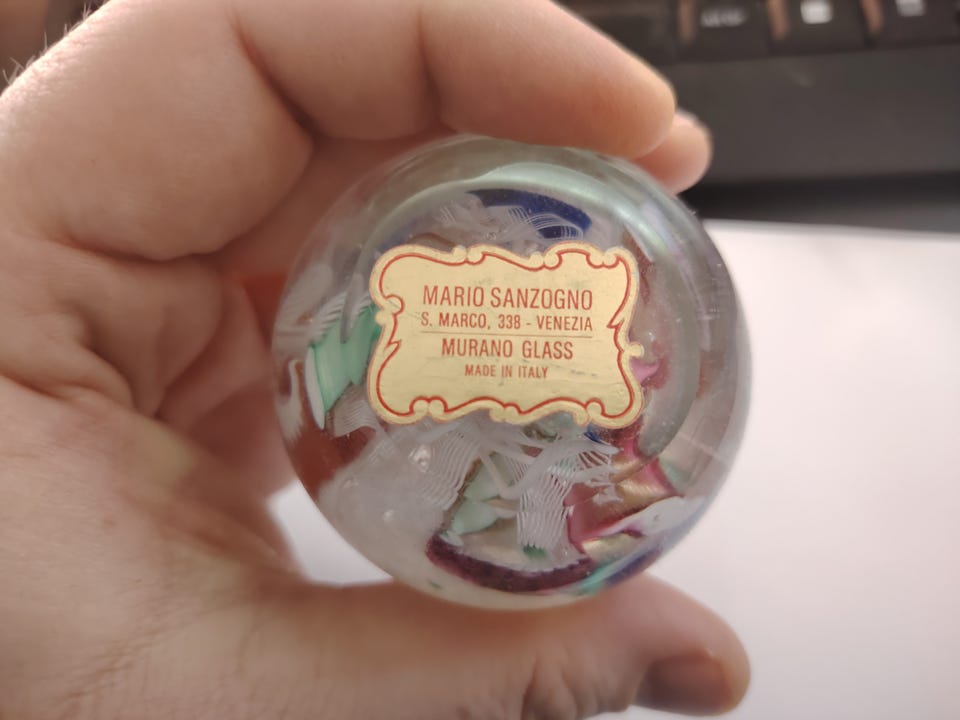 MARIO SANZOGNO
S. MARCO, 338 - VENEZIA
MURANO GLASS
MADE IN ITALY